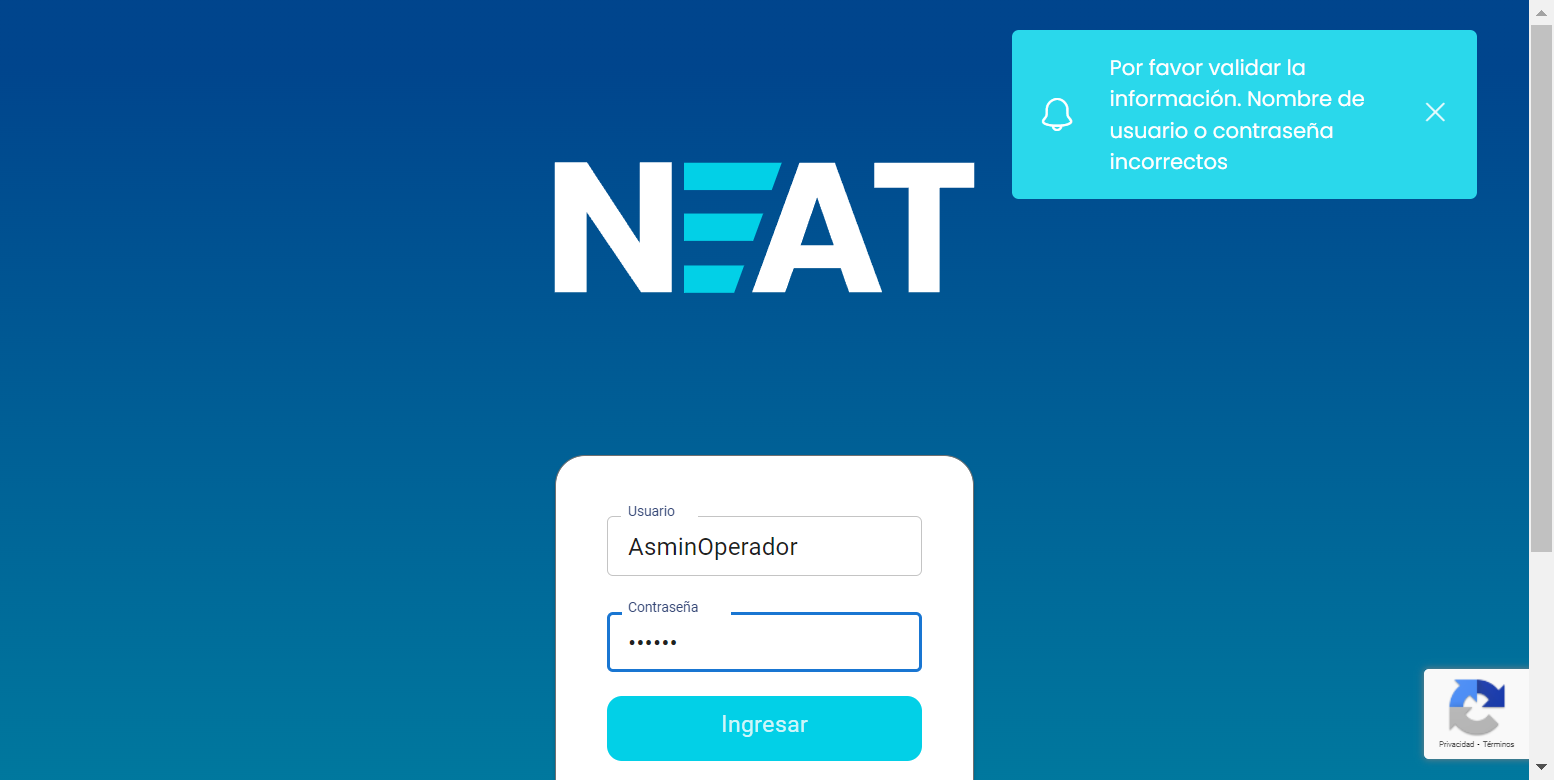 Por favor validar la
información. Nombre de
usuario o contraseña
incorrectos
NEAT
Usuario
AsminOperador
Contraseña
••••••
Ingresar
Privacidad - Términos